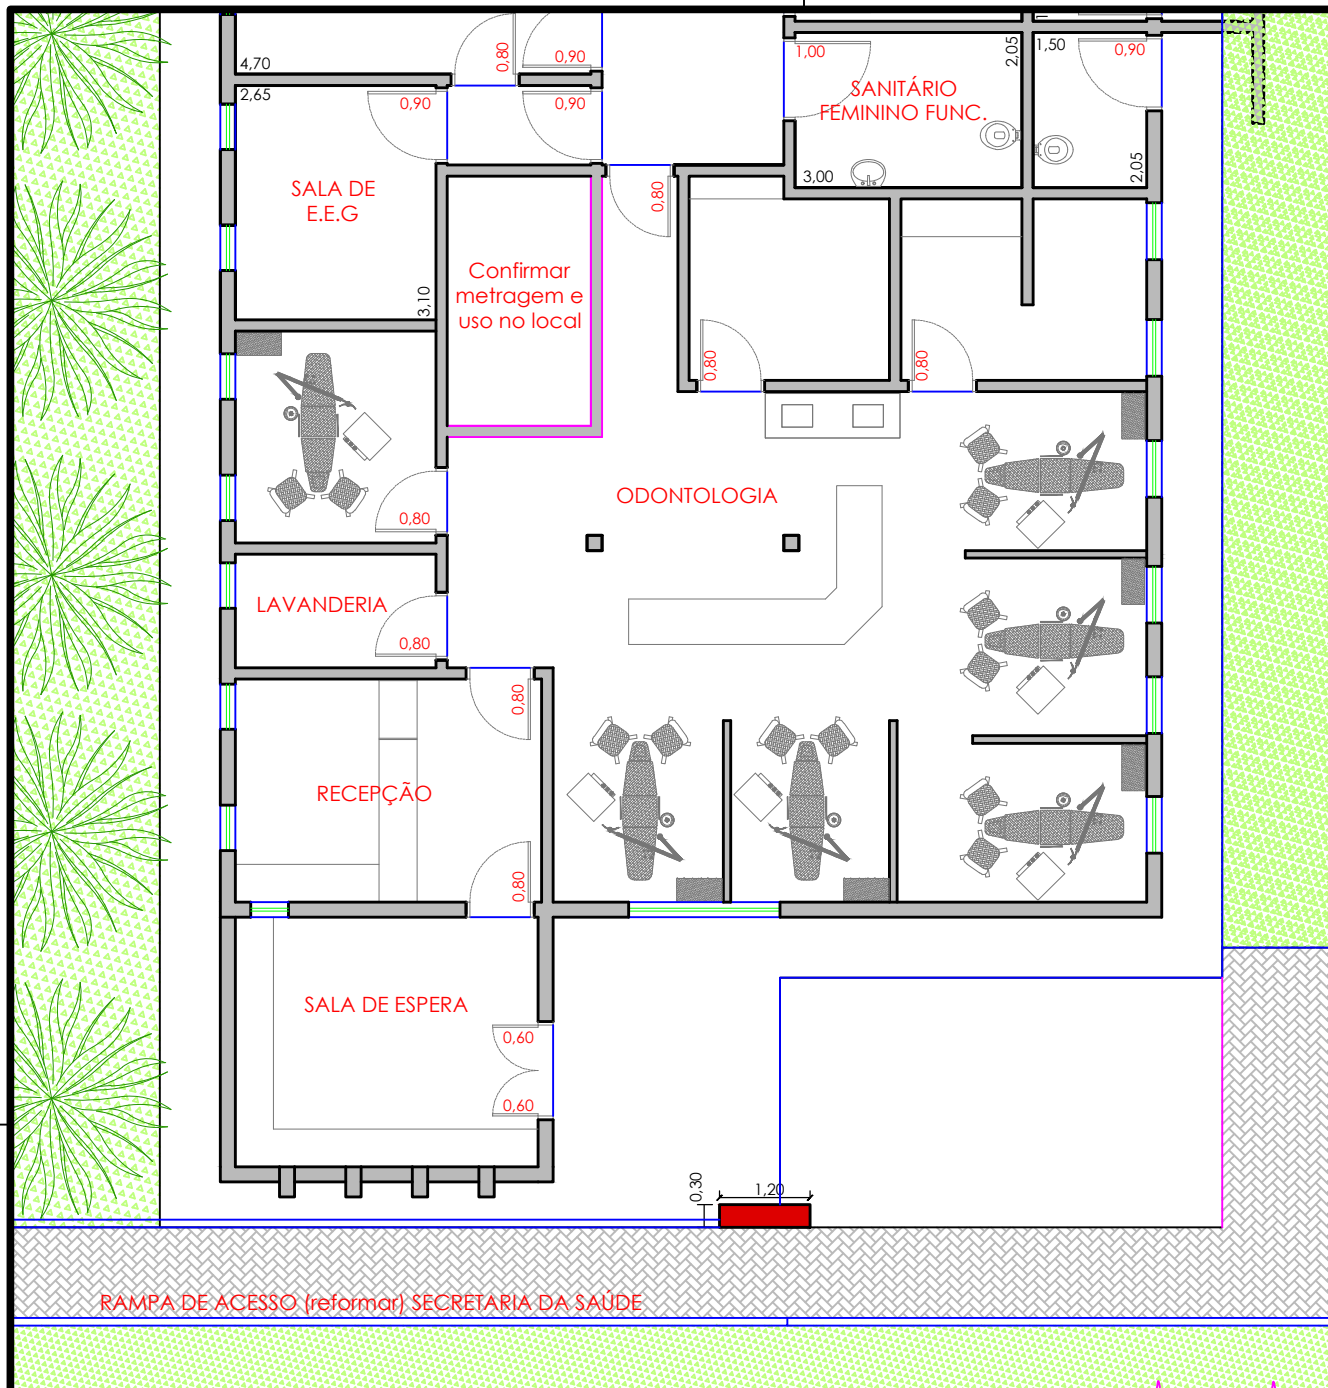 0,80
0,90
1,00
2,05
1,50
0,90
4,70
2,65
0,90
0,90
SANITÁRIO
FEMININO FUNC.
3,00
2,05
SALA DE
E.E.G
0,80
3,10
Confirmar
metragem e
uso no local
0,80
0,80
ODONTOLOGIA
0,80
LAVANDERIA
0,80
0,80
RECEPÇÃO
0,80
SALA DE ESPERA
0,60
0,60
0,30
1,20
RAMPA DE ACESSO (reformar) SECRETARIA DA SAÚDE